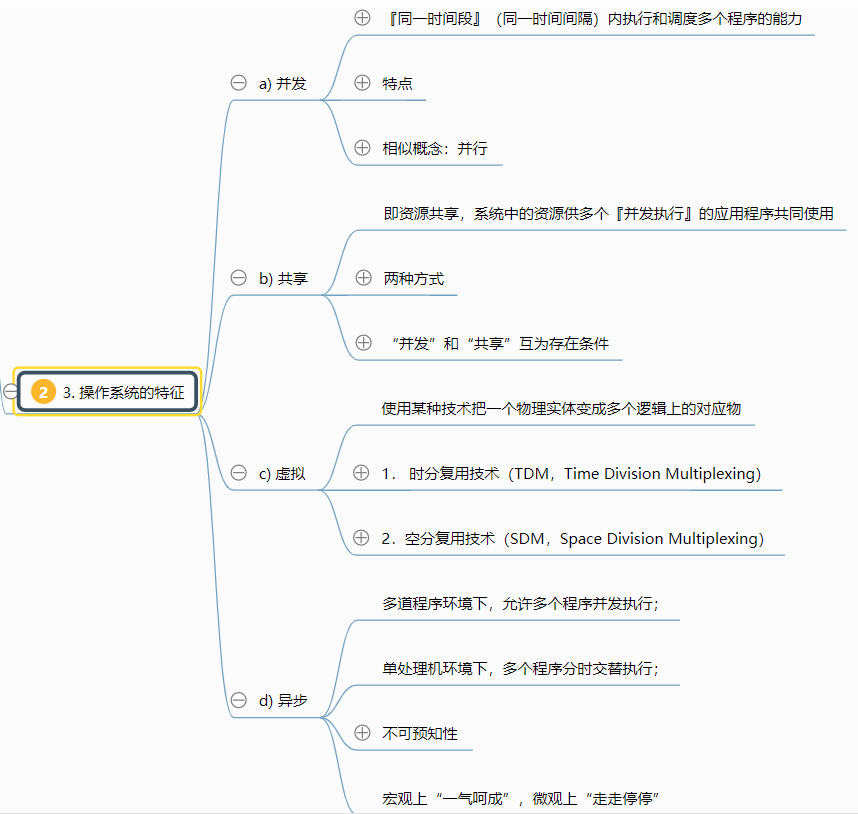 3. 操作系统的特征
2
a) 并发
『同一时间段』（同一时间间隔）内执行和调度多个程序的能力
特点
相似概念：并行
b) 共享
即资源共享，系统中的资源供多个『并发执行』的应用程序共同使用
两种方式
“并发”和“共享”互为存在条件
c) 虚拟
使用某种技术把一个物理实体变成多个逻辑上的对应物
1． 时分复用技术（TDM，Time Division Multiplexing）
2．空分复用技术（SDM，Space Division Multiplexing）
d) 异步
多道程序环境下，允许多个程序并发执行；
单处理机环境下，多个程序分时交替执行；
不可预知性
宏观上“一气呵成”，微观上“走走停停”